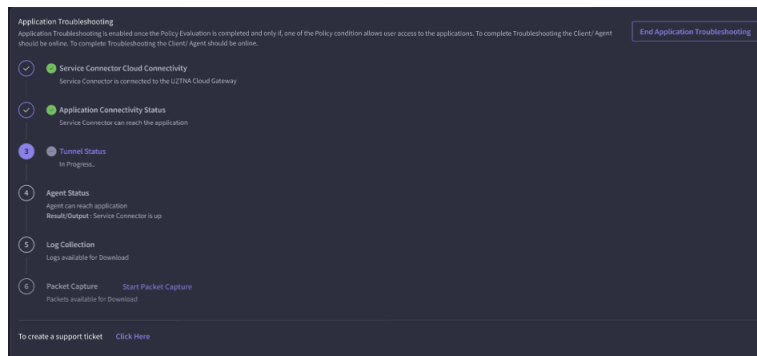 Application Troubleshooting
Application Troubleshooting is enabled once the Policy Evaluation is completed and only if, one of the Policy condition allows user access to the applications. To complete Troubleshooting the Client/ Agent
should be online. To complete Troubleshooting the Client/ Agent should be online.
End Application Troubleshooting
Service Connector Cloud Connectivity
Service Connector is connected to the UZTNA Cloud Gateway
Application Connectivity Status
Service Connector can reach the application
3
Tunnel Status
In Progress..
4
Agent Status
Agent can reach application
Result/Output : Service Connector is up
5
Log Collection
Logs available for Download
6
Packet Capture Start Packet Capture
Packets available for Download
To create a support ticket Click Here